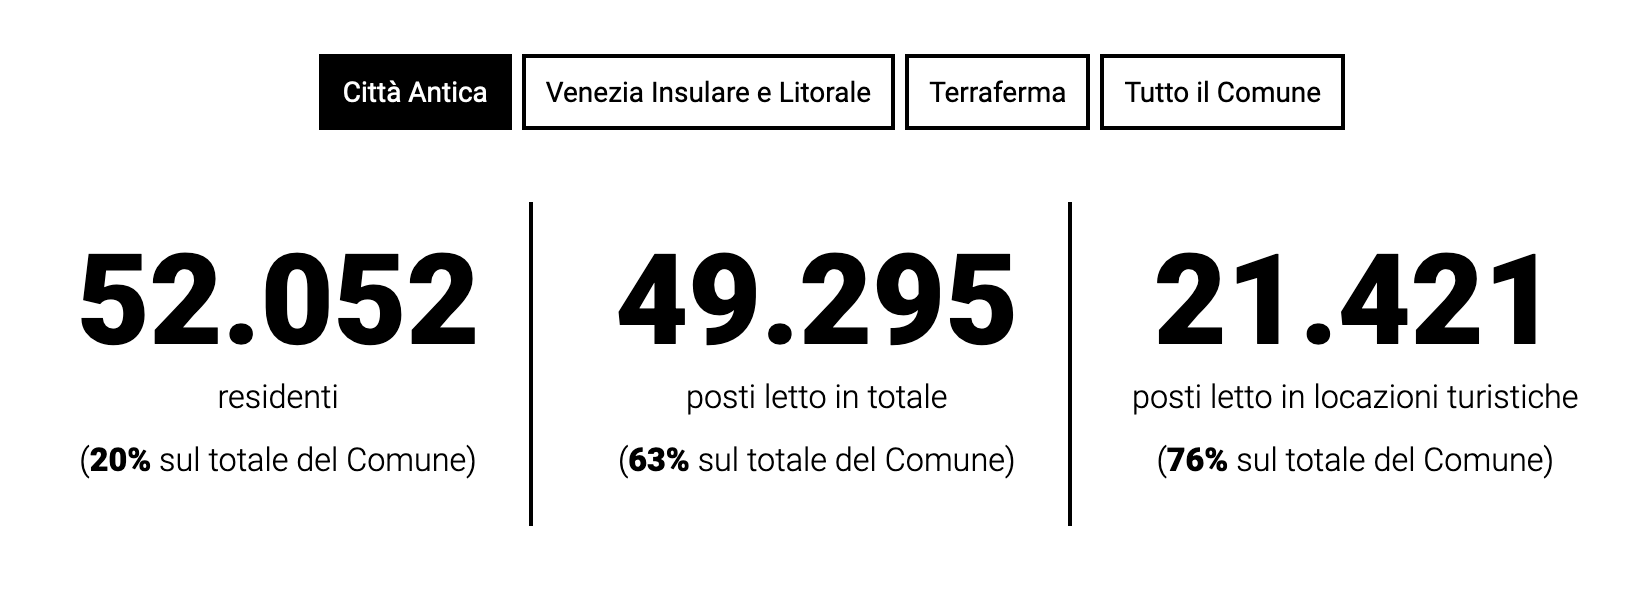 Città Antica
Venezia Insulare e Litorale
Terraferma
Tutto il Comune
52.052
residenti
(20% sul totale del Comune)
49.295
posti letto in totale
(63% sul totale del Comune)
21.421
posti letto in locazioni turistiche
(76% sul totale del Comune)